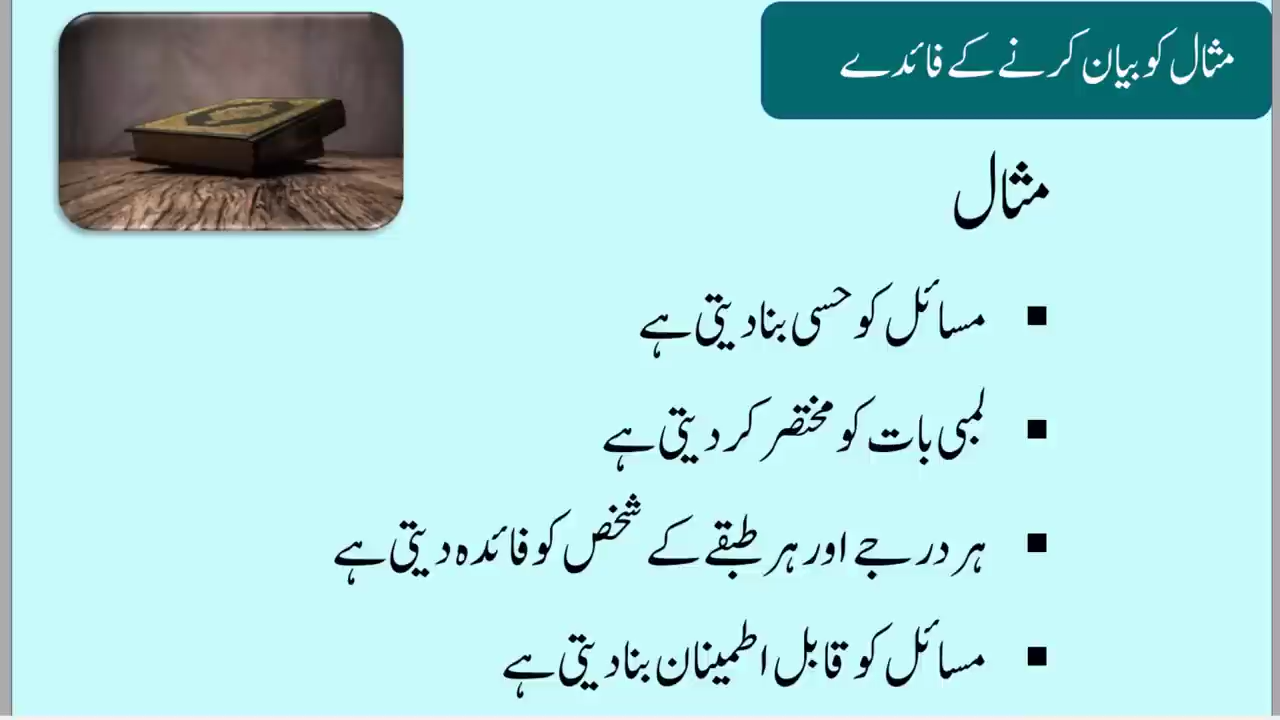 مثال کو بیان کرنے کے فائدے
مثال
▪ مسائل کو حسی بنا دیتی ہے
▪ لمبی بات کو مختصر کر دیتی ہے
▪ ہر درجے اور ہر طبقے کے شخص کو فائدہ دیتی ہے
▪ مسائل کو قابل اطمینان بنا دیتی ہے